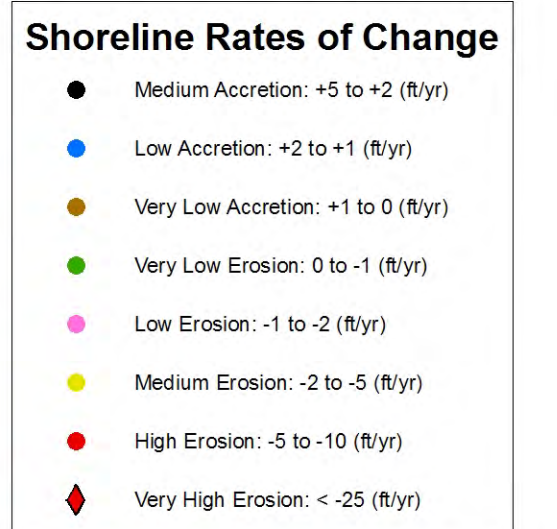 Shoreline Rates of Change
Medium Accretion: +5 to +2 (ft/yr)
Low Accretion: +2 to +1 (ft/yr)
Very Low Accretion: +1 to 0 (ft/yr)
Very Low Erosion: 0 to -1 (ft/yr)
Low Erosion: -1 to -2 (ft/yr)
Medium Erosion: -2 to -5 (ft/yr)
High Erosion: -5 to -10 (ft/yr)
Very High Erosion: < -25 (ft/yr)